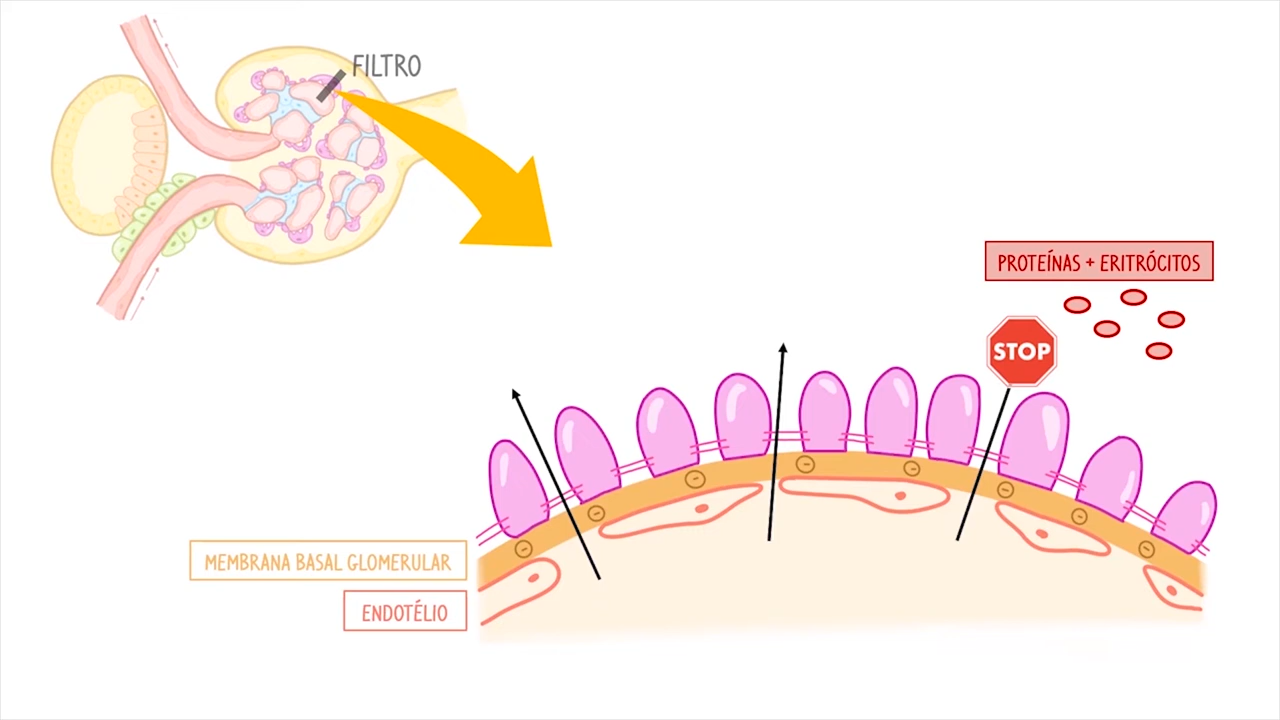 FILTRO
PROTEÍNAS + ERITRÓCITOS
STOP
MEMBRANA BASAL GLOMERULAR
ENDOTÉLIO